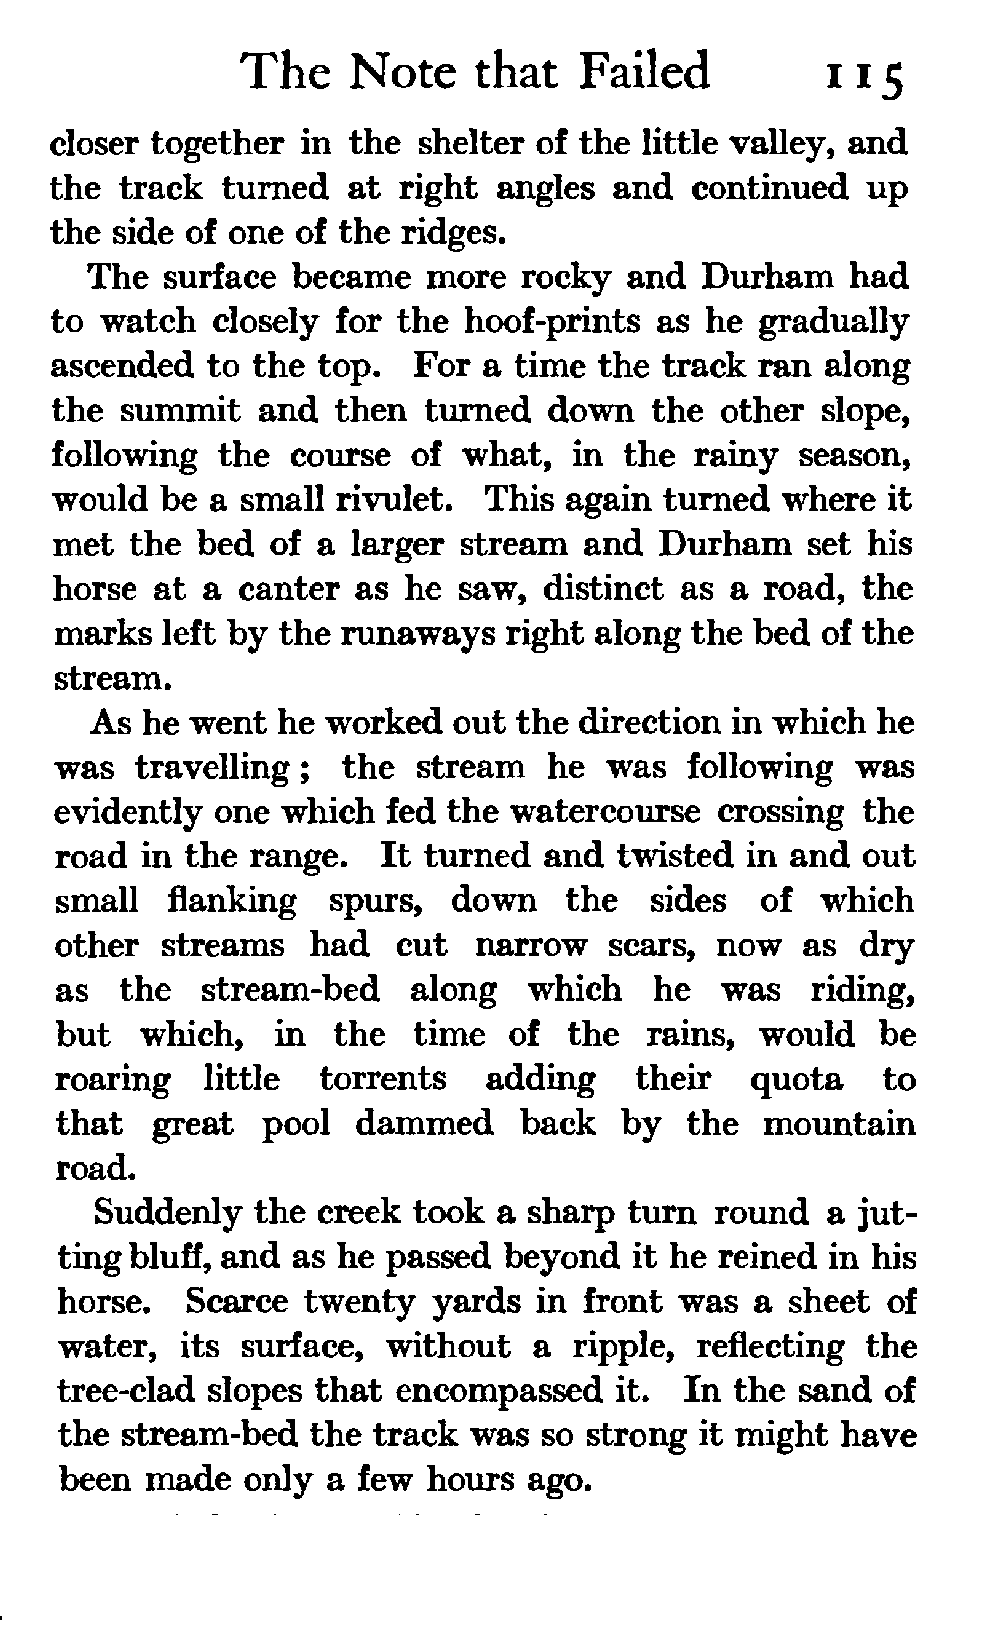 The Note that Failed 115
closer together in the shelter of the little valley, and
the track turned at right angles and continued up
the side of one of the ridges.
The surface became more rocky and Durham had
to watch closely for the hoof-prints as he gradually
ascended to the top. For a time the track ran along
the summit and then turned down the other slope,
following the course of what, in the rainy season,
would be a small rivulet. This again turned where it
met the bed of a larger stream and Durham set his
horse at a canter as he saw, distinct as a road, the
marks left by the runaways right along the bed of the
stream.
As he went he worked out the direction in which he
was travelling ; the stream he was following was
evidently one which fed the watercourse crossing the
road in the range. It turned and twisted in and out
small flanking spurs, down the sides of which
other streams had cut narrow scars, now as dry
as the stream-bed along which he was riding,
but which, in the time of the rains, would be
roaring little torrents adding their quota to
that great pool dammed back by the mountain
road.
Suddenly the creek took a sharp turn round a jut-
ting bluff, and as he passed beyond it he reined in his
horse. Scarce twenty yards in front was a sheet of
water, its surface, without a ripple, reflecting the
tree-clad slopes that encompassed it. In the sand of
the stream-bed the track was so strong it might have
been made only a few hours ago.